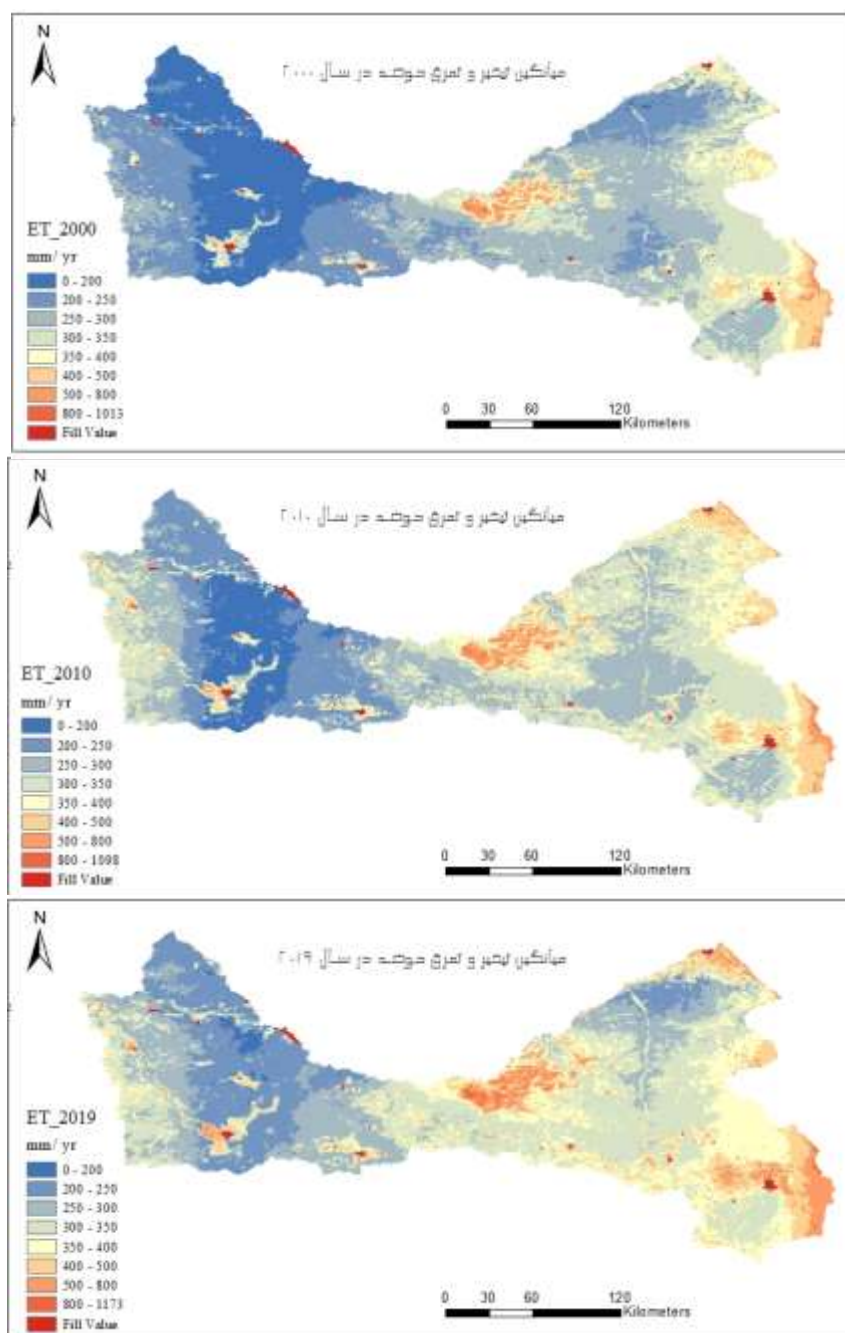 N
میانگین تبخیر و تعرق حوضه در سال ۲۰۰۰
ET_2000
mm/ yr
0 - 200
200 - 250
250 - 300
300 - 350
350 - 400
400 - 500
500 - 800
800 - 1013
Fill Value
0 30 60 120
Kilometers
N
میانگین تبخیر و تعرق حوضه در سال ۲۰۱۰
ET_2010
mm/ yr
0 - 200
200 - 250
250 - 300
300 - 350
350 - 400
400 - 500
500 - 800
800 - 1098
Fill Value
0 30 60 120
Kilometers
N
میانگین تبخیر و تعرق حوضه در سال ۲۰۱۹
ET_2019
mm/ yr
0 - 200
200 - 250
250 - 300
300 - 350
350 - 400
400 - 500
500 - 800
800 - 1173
Fill Value
0 30 60 120
Kilometers